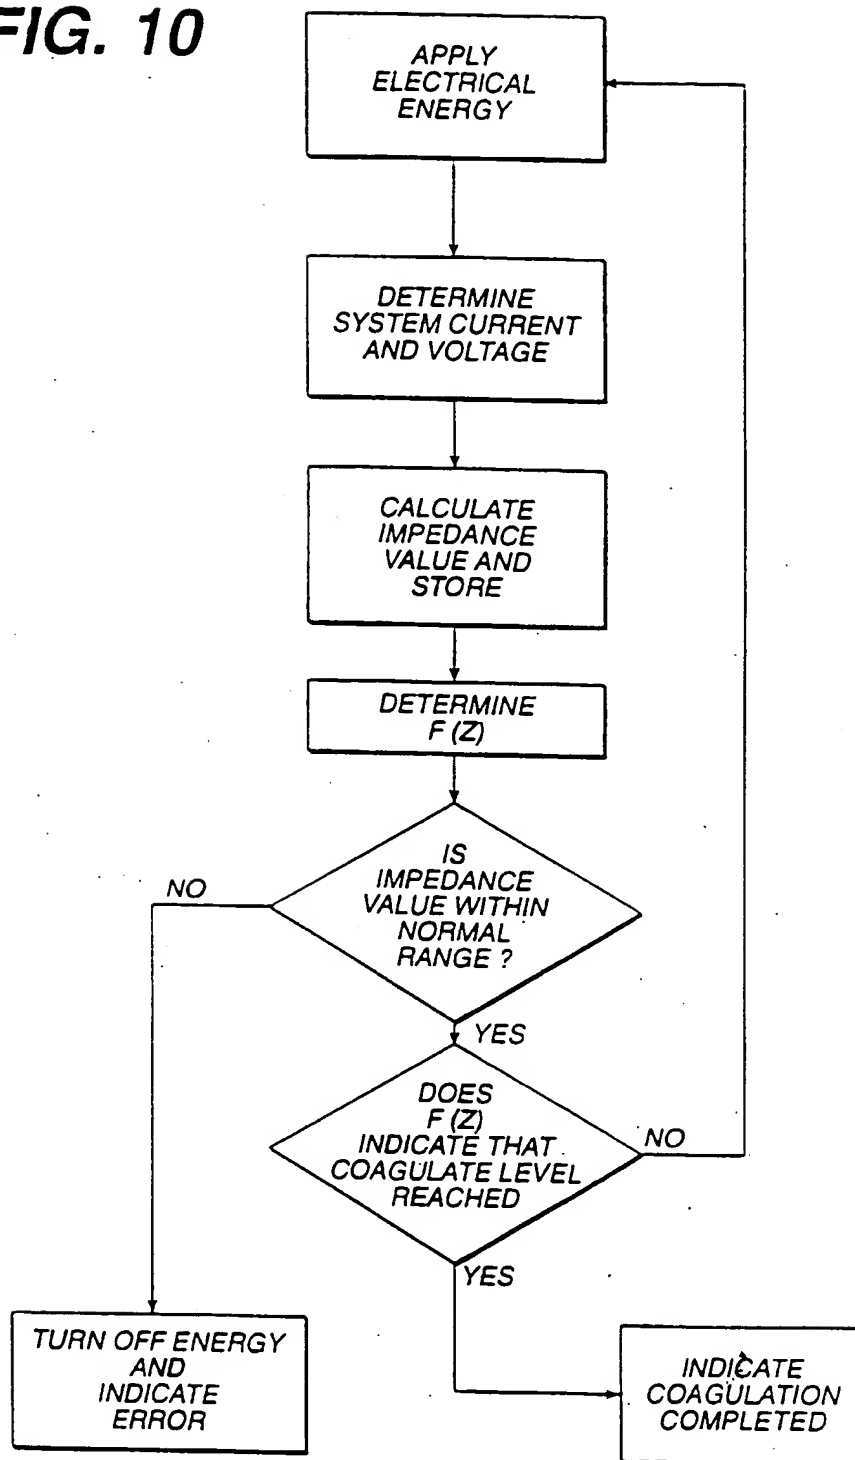 FIG. 10
APPLY
ELECTRICAL
ENERGY
DETERMINE
SYSTEM CURRENT
AND VOLTAGE
CALCULATE
IMPEDANCE
VALUE AND
STORE
DETERMINE
F (Z)
IS
IMPEDANCE
VALUE WITHIN
NORMAL
RANGE ?
NO
YES
DOES
F (Z)
INDICATE THAT
COAGULATE LEVEL
REACHED
NO
YES
TURN OFF ENERGY
AND
INDICATE
ERROR
INDICATE
COAGULATION
COMPLETED